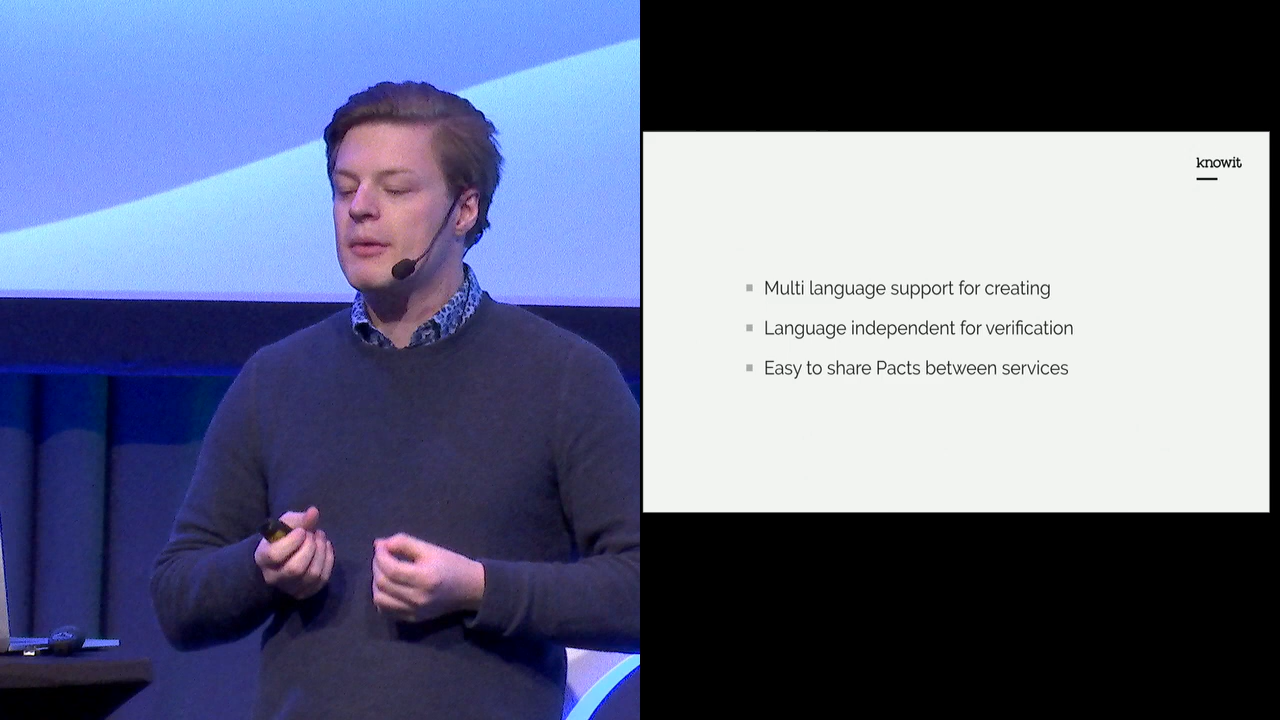 knowit
Multi language support for creating
Language independent for verification
Easy to share Pacts between services